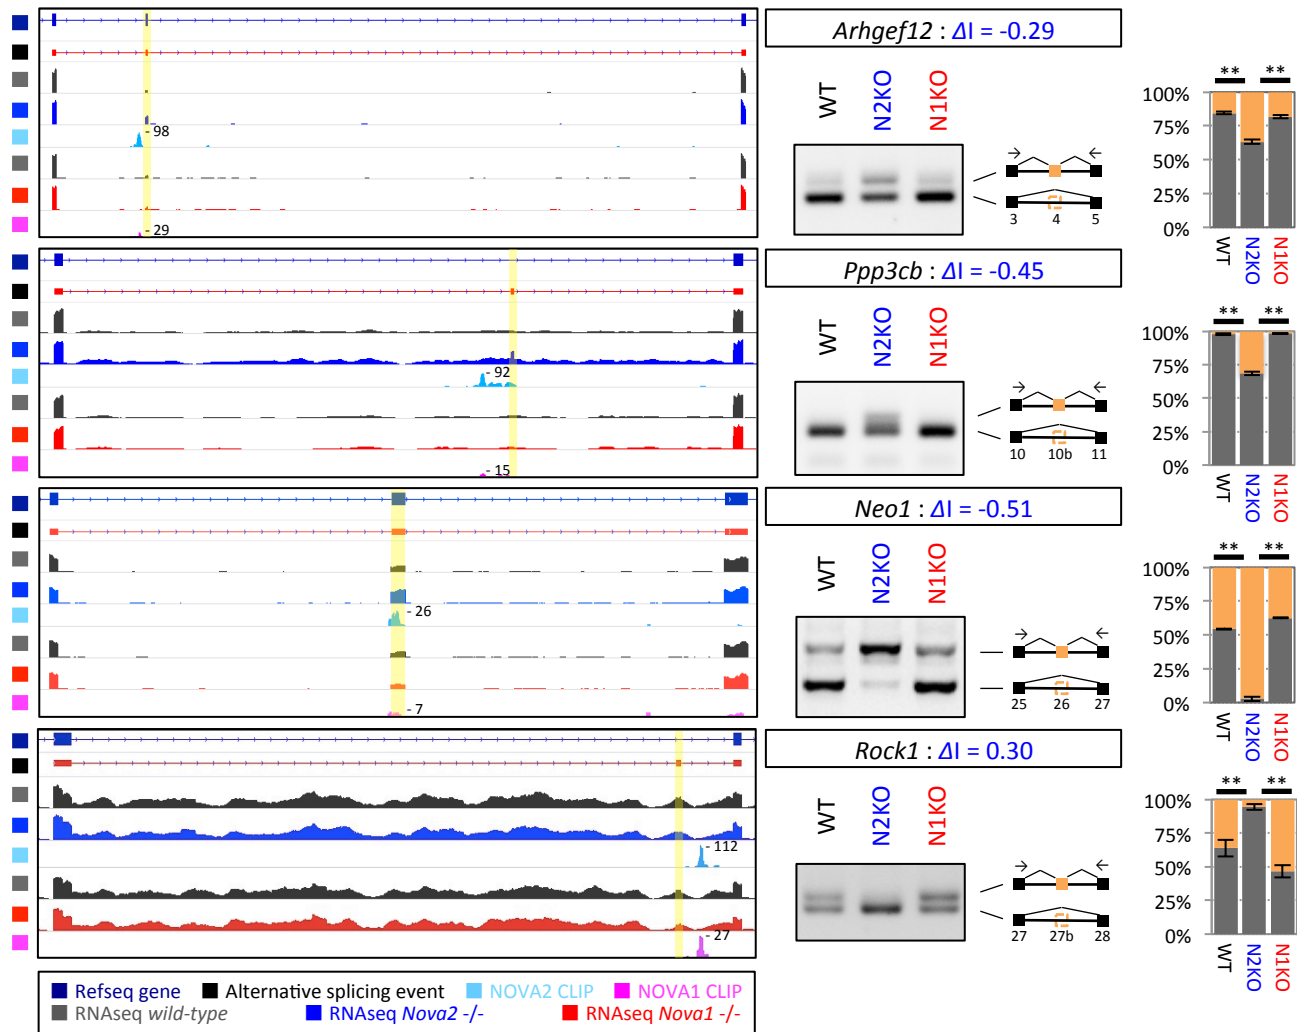 Arhgef12 : ΔI = -0.29
WT N2KO N1KO
- 98
- 29
3 4 5
** **
100%
75%
50%
25%
0%
WT N2KO N1KO
Ppp3cb : ΔI = -0.45
WT N2KO N1KO
- 92
- 15
10 10b 11
** **
100%
75%
50%
25%
0%
WT N2KO N1KO
Neo1 : ΔI = -0.51
WT N2KO N1KO
- 26
- 7
25 26 27
** **
100%
75%
50%
25%
0%
WT N2KO N1KO
Rock1 : ΔI = 0.30
WT N2KO N1KO
- 112
- 27
27 27b 28
** **
100%
75%
50%
25%
0%
WT N2KO N1KO
Refseq gene Alternative splicing event NOVA2 CLIP NOVA1 CLIP
RNAseq wild-type RNAseq Nova2 -/- RNAseq Nova1 -/-